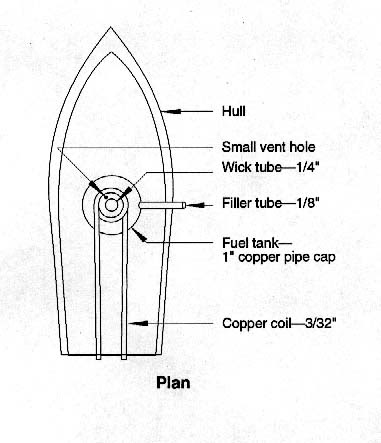 Hull
Small vent hole
Wick tube—1/4"
Filler tube—1/8"
Fuel tank—
1" copper pipe cap
Copper coil—3/32"
Plan